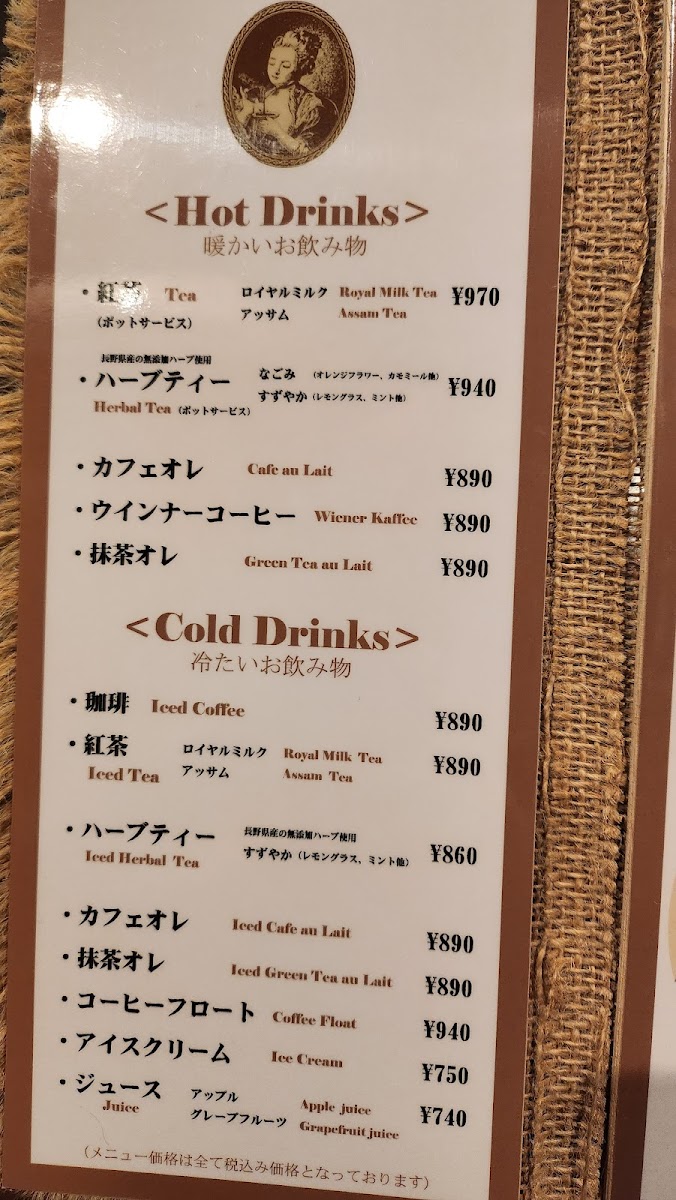 <Hot Drinks>
暖かいお飲み物
・紅茶 Tea ロイヤルミルク Royal Milk Tea ¥970
(ポットサービス) アッサム Assam Tea
長野県産の無添加ハーブ使用
・ハーブティー なごみ (オレンジフラワー、カモミール他) ¥940
Herbal Tea (ポットサービス) すずやか (レモングラス、ミント他)
・カフェオレ Cafe au Lait ¥890
・ウインナーコーヒー Wiener Kaffee ¥890
・抹茶オレ Green Tea au Lait ¥890
<Cold Drinks>
冷たいお飲み物
・珈琲 Iced Coffee ¥890
・紅茶 ロイヤルミルク Royal Milk Tea ¥890
Iced Tea アッサム Assam Tea
・ハーブティー 長野県産の無添加ハーブ使用 ¥860
Iced Herbal Tea すずやか (レモングラス、ミント他)
・カフェオレ Iced Cafe au Lait ¥890
・抹茶オレ Iced Green Tea au Lait ¥890
・コーヒーフロート Coffee Float ¥940
・アイスクリーム Ice Cream ¥750
・ジュース アップル Apple juice ¥740
Juice グレープフルーツ Grapefruit juice
(メニュー価格は全て税込み価格となっております)